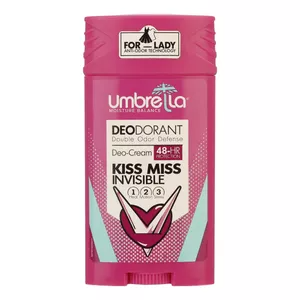 FOR LADY
ANTI-ODOR TECHNOLOGY
umbrella
MOISTURE BALANCE
DEODORANT
Double Odor Defense
Deo-Cream
48-HR
PROTECTION
KISS MISS
INVISIBLE
1 2 3